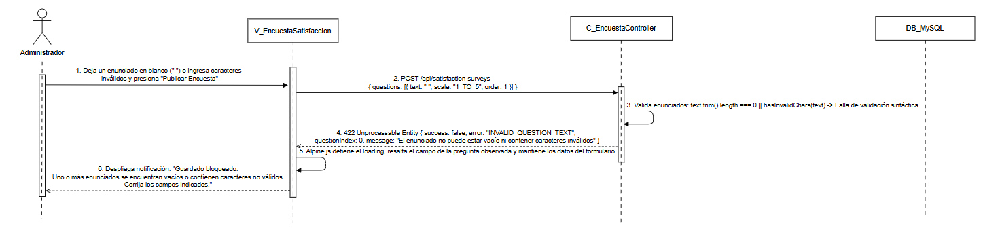 Administrador
V_EncuestaSatisfaccion
C_EncuestaController
DB_MySQL
1. Deja un enunciado en blanco (" ") o ingresa caracteres
inválidos y presiona "Publicar Encuesta"
2. POST /api/satisfaction-surveys
{ questions: [{ text: " ", scale: "1_TO_5", order: 1 }] }
3. Valida enunciados: text.trim().length === 0 || hasInvalidChars(text) -> Falla de validación sintáctica
4. 422 Unprocessable Entity { success: false, error: "INVALID_QUESTION_TEXT",
questionIndex: 0, message: "El enunciado no puede estar vacío ni contener caracteres inválidos" }
5. Alpine.js detiene el loading, resalta el campo de la pregunta observada y mantiene los datos del formulario
6. Despliega notificación: "Guardado bloqueado:
Uno o más enunciados se encuentran vacíos o contienen caracteres no válidos.
Corrija los campos indicados."